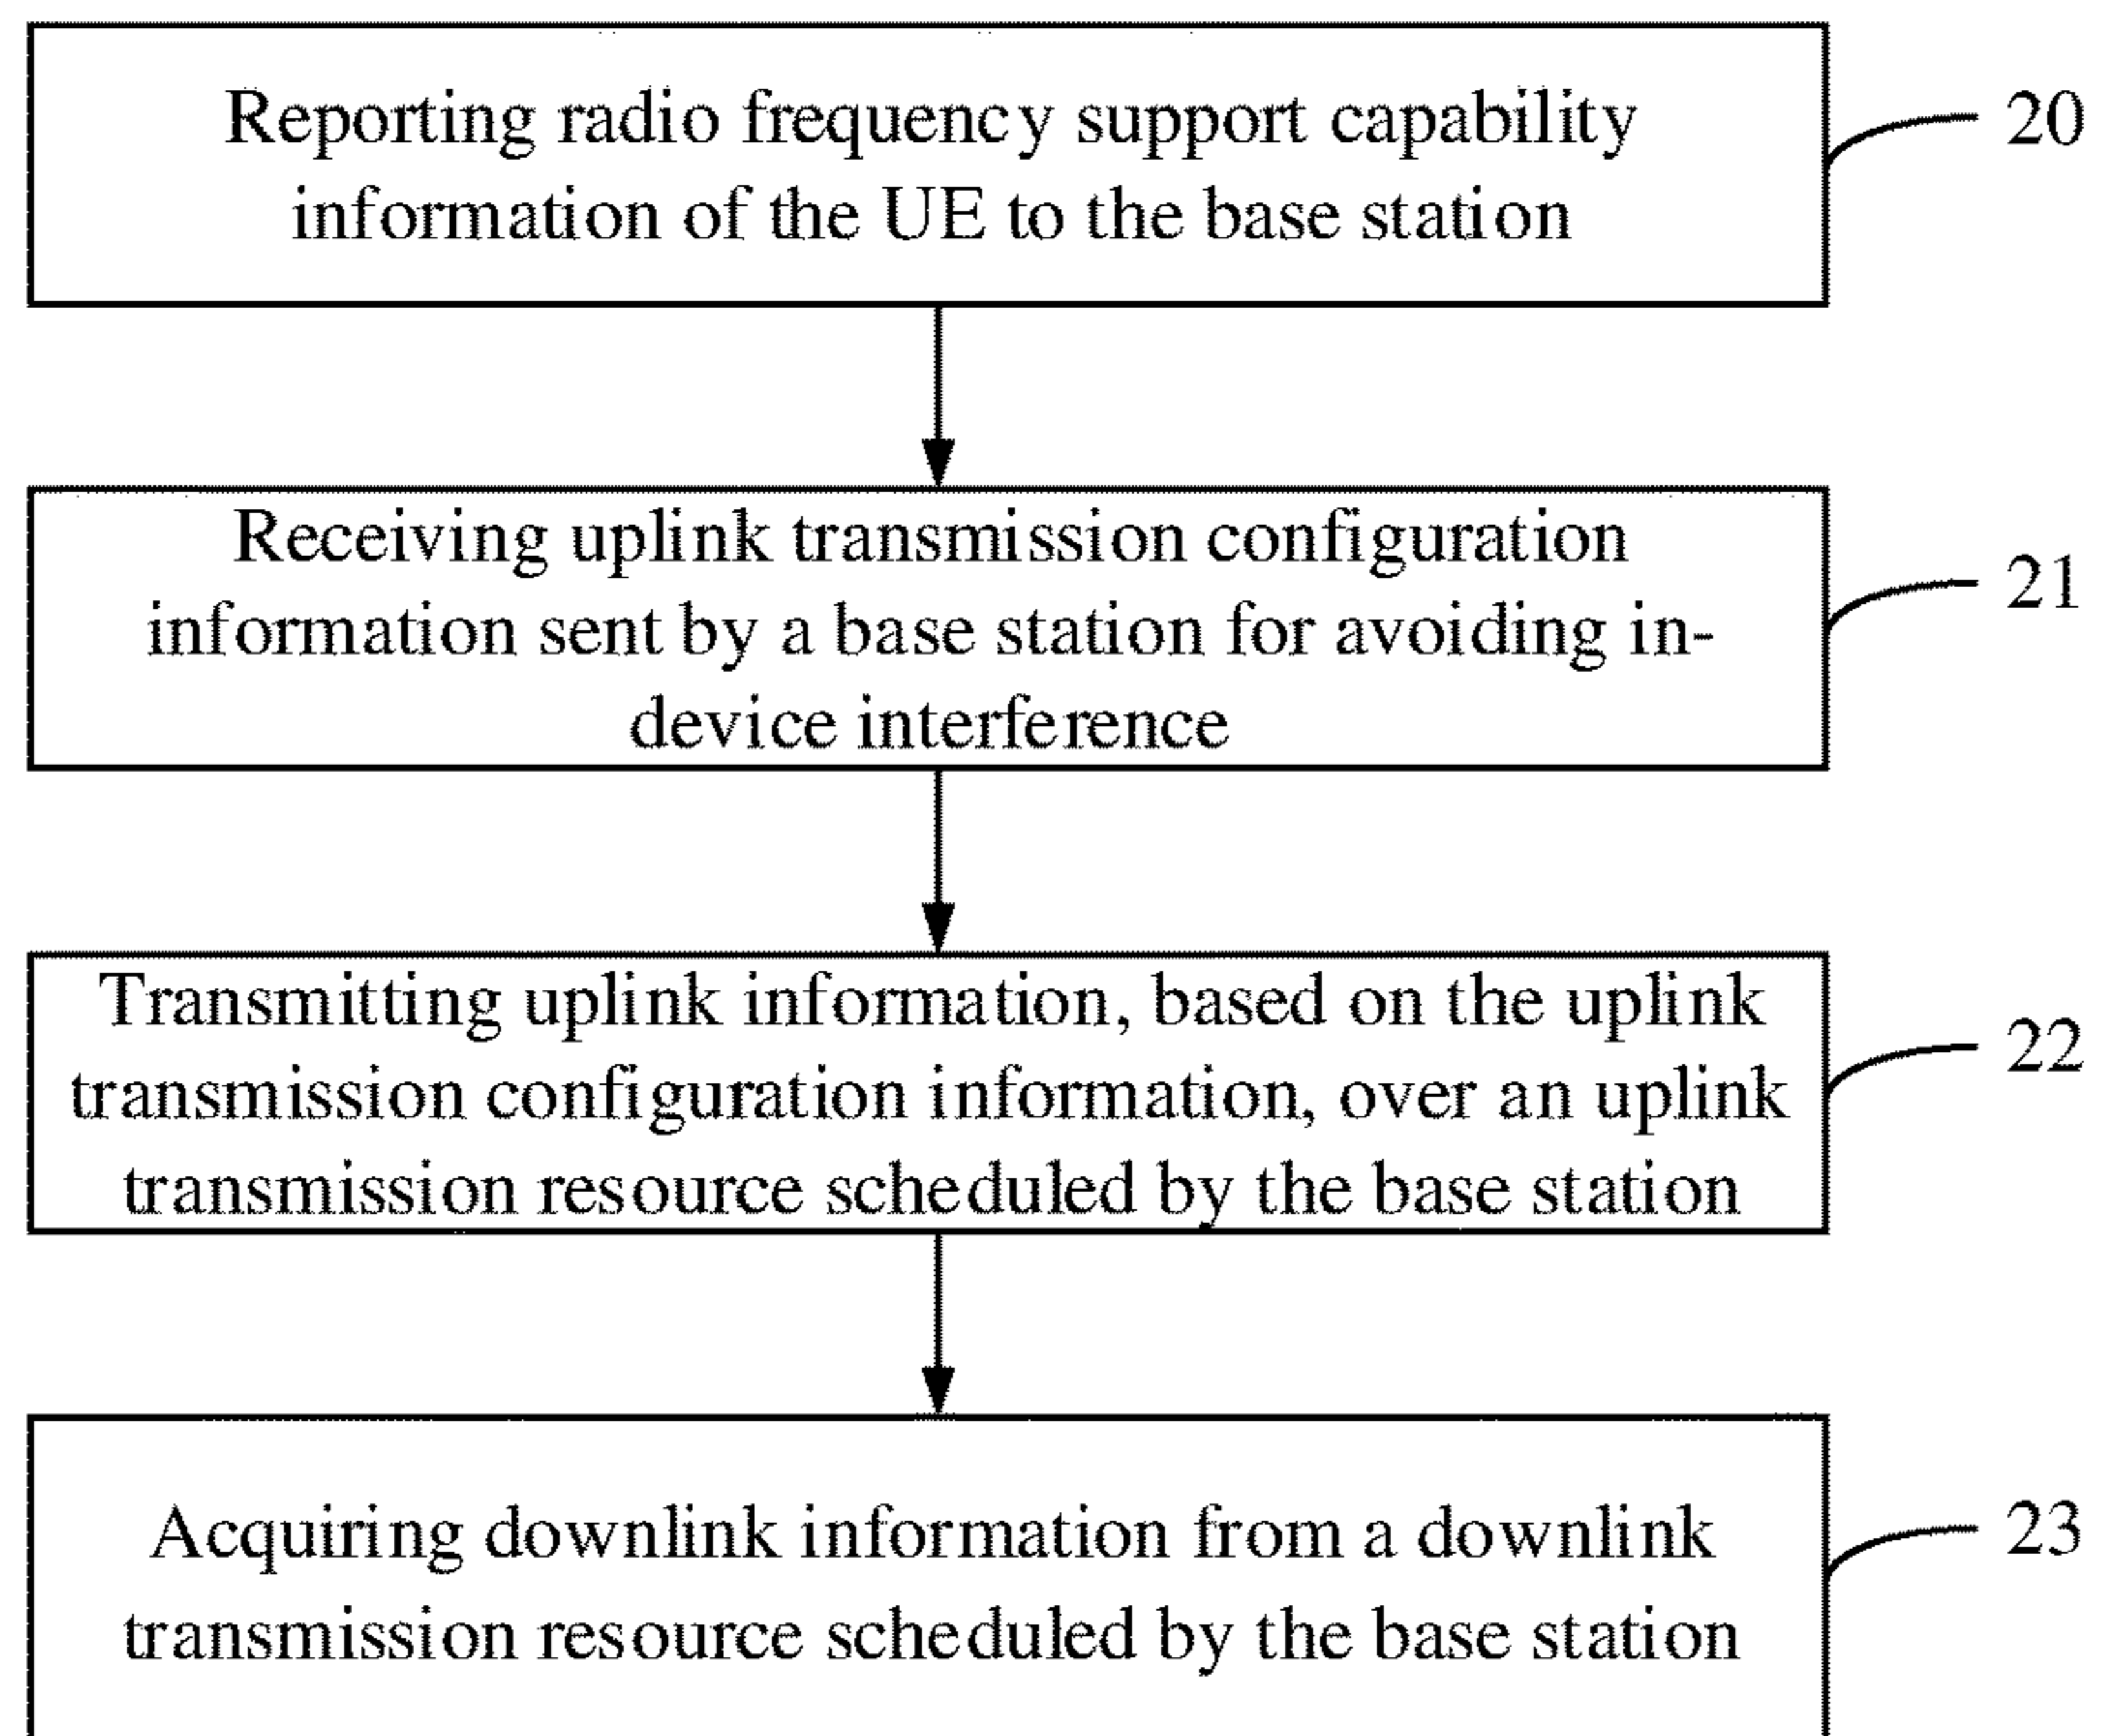 Reporting radio frequency support capability
information of the UE to the base station
20
Receiving uplink transmission configuration
information sent by a base station for avoiding in-
device interference
21
Transmitting uplink information, based on the uplink
transmission configuration information, over an uplink
transmission resource scheduled by the base station
22
Acquiring downlink information from a downlink
transmission resource scheduled by the base station
23